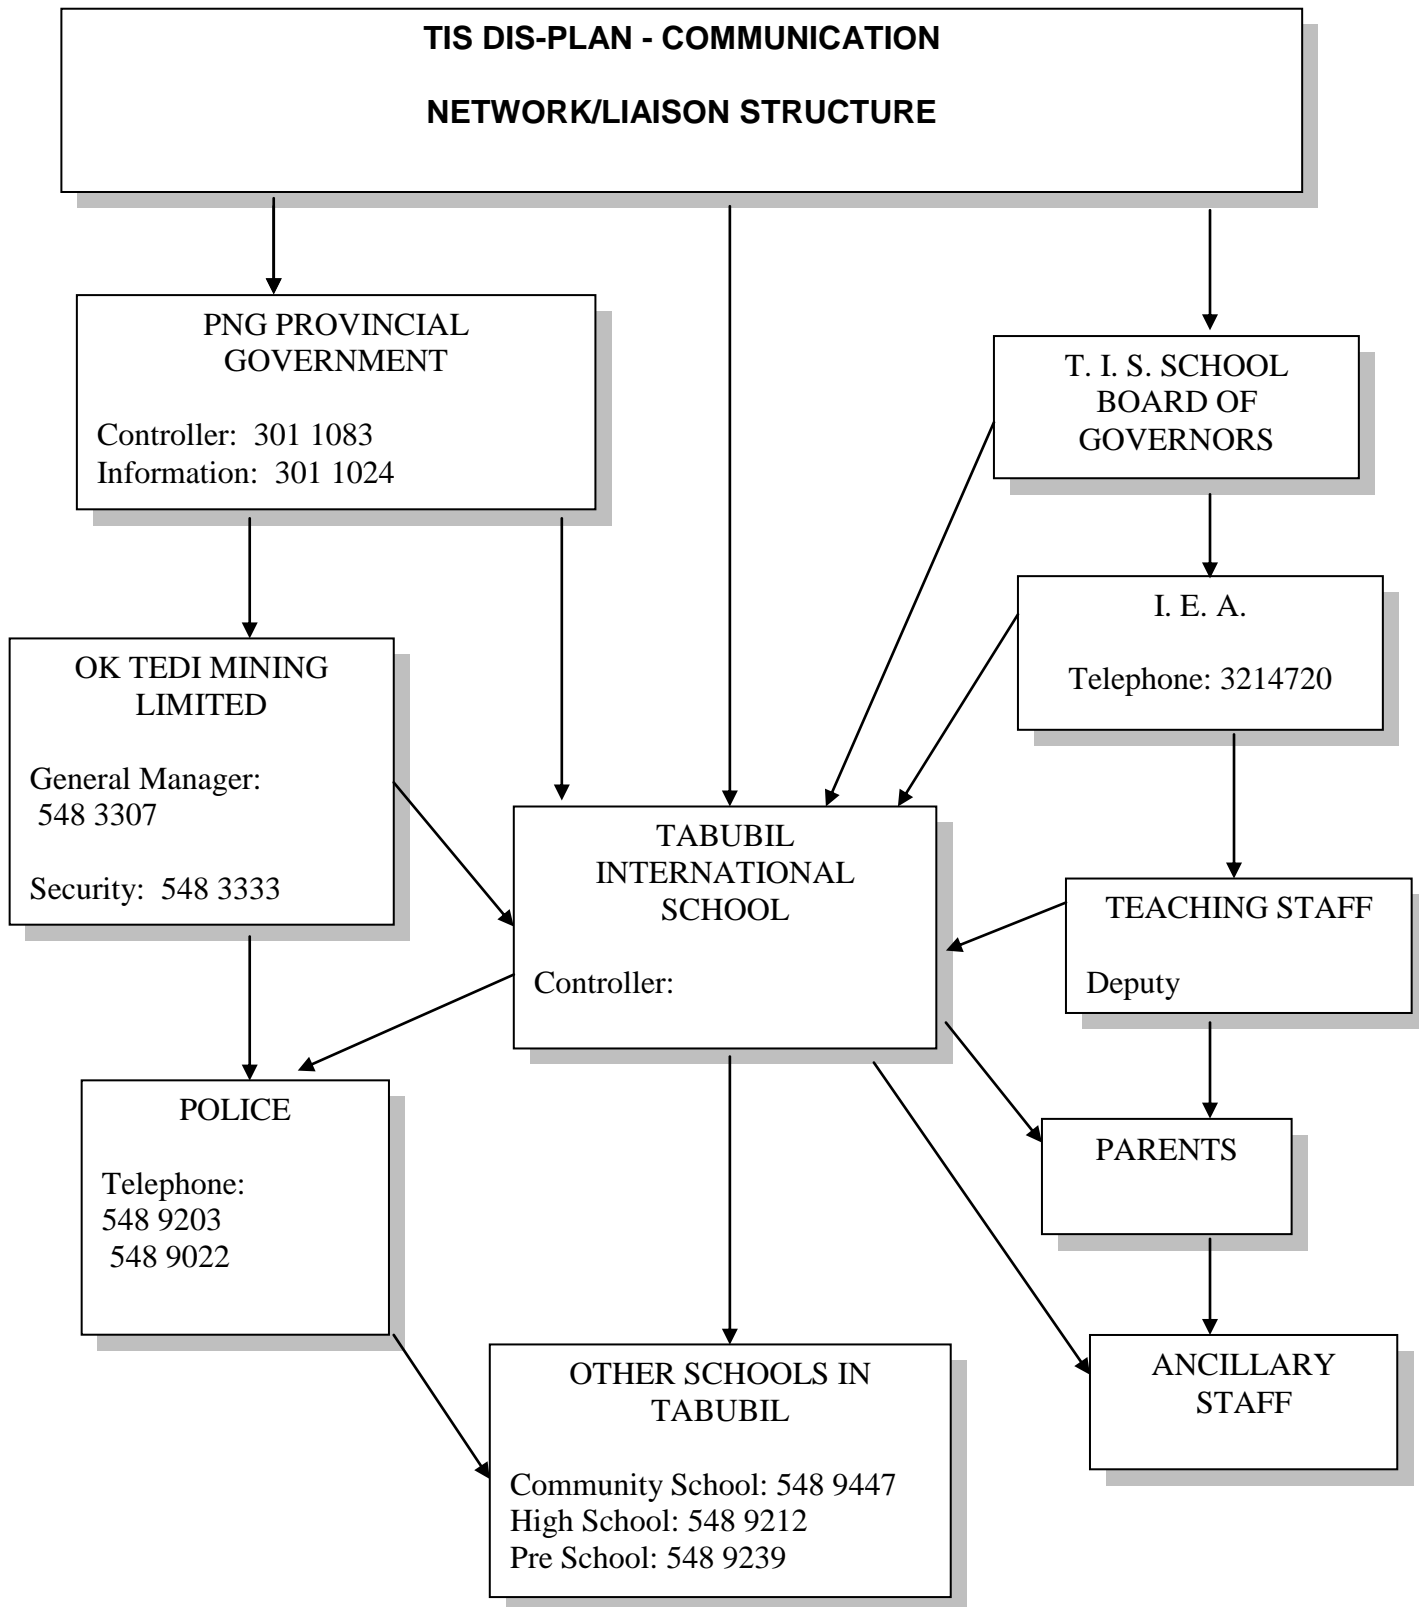 TIS DIS-PLAN - COMMUNICATION
NETWORK/LIAISON STRUCTURE
PNG PROVINCIAL
GOVERNMENT
Controller: 301 1083
Information: 301 1024
T. I. S. SCHOOL
BOARD OF
GOVERNORS
I. E. A.
Telephone: 3214720
OK TEDI MINING
LIMITED
General Manager:
548 3307
Security: 548 3333
TABUBIL
INTERNATIONAL
SCHOOL
Controller:
TEACHING STAFF
Deputy
POLICE
Telephone:
548 9203
548 9022
PARENTS
OTHER SCHOOLS IN
TABUBIL
Community School: 548 9447
High School: 548 9212
Pre School: 548 9239
ANCILLARY
STAFF